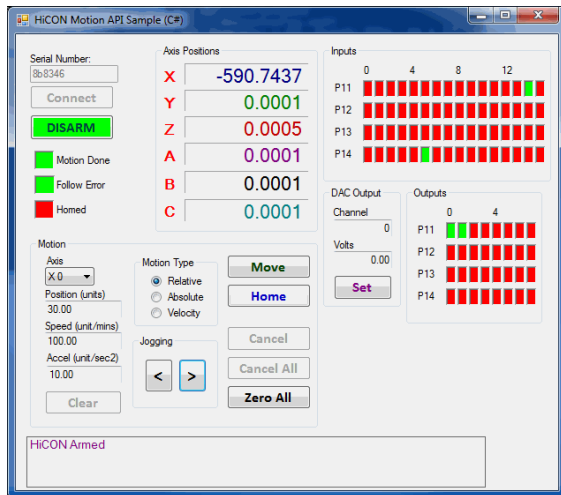 HiCON Motion API Sample (C#)
Serial Number:
8b8346
Connect
DISARM
Motion Done
Follow Error
Homed
Axis Positions
X -590.7437
Y 0.0001
Z 0.0005
A 0.0001
B 0.0001
C 0.0001
Inputs
0 4 8 12
P11
P12
P13
P14
DAC Output
Channel
0
Volts
0.00
Set
Outputs
0 4
P11
P12
P13
P14
Motion
Axis
X 0
Position (units)
30.00
Speed (unit/mins)
100.00
Accel (unit/sec2)
10.00
Clear
Motion Type
Relative
Absolute
Velocity
Jogging
< >
Move
Home
Cancel
Cancel All
Zero All
HiCON Armed